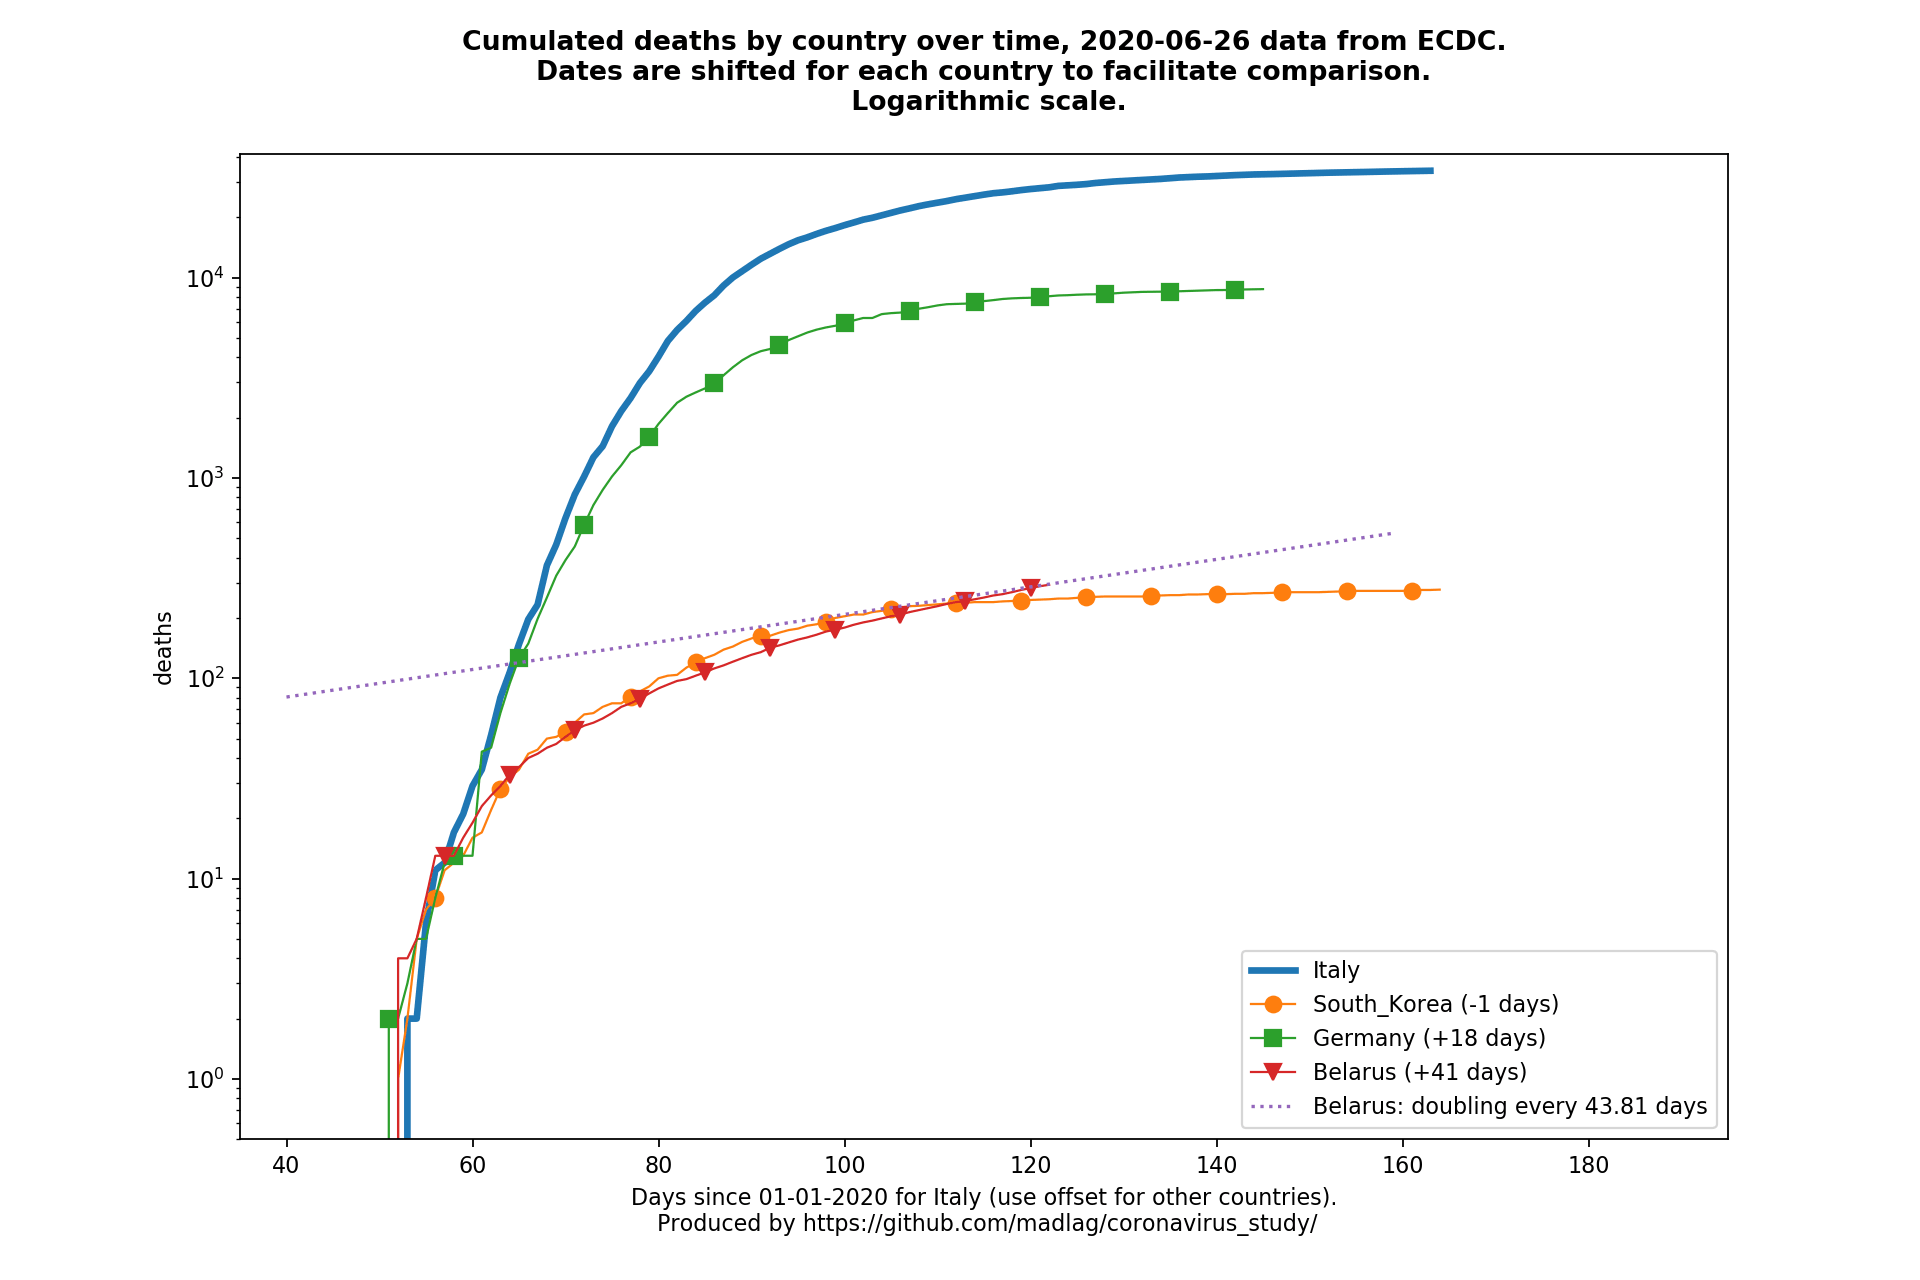 Cumulated deaths by country over time, 2020-06-26 data from ECDC.
Dates are shifted for each country to facilitate comparison.
Logarithmic scale.
deaths
10^4
10^3
10^2
10^1
10^0
Italy
South_Korea (-1 days)
Germany (+18 days)
Belarus (+41 days)
Belarus: doubling every 43.81 days
40 60 80 100 120 140 160 180
Days since 01-01-2020 for Italy (use offset for other countries).
Produced by https://github.com/madlag/coronavirus_study/